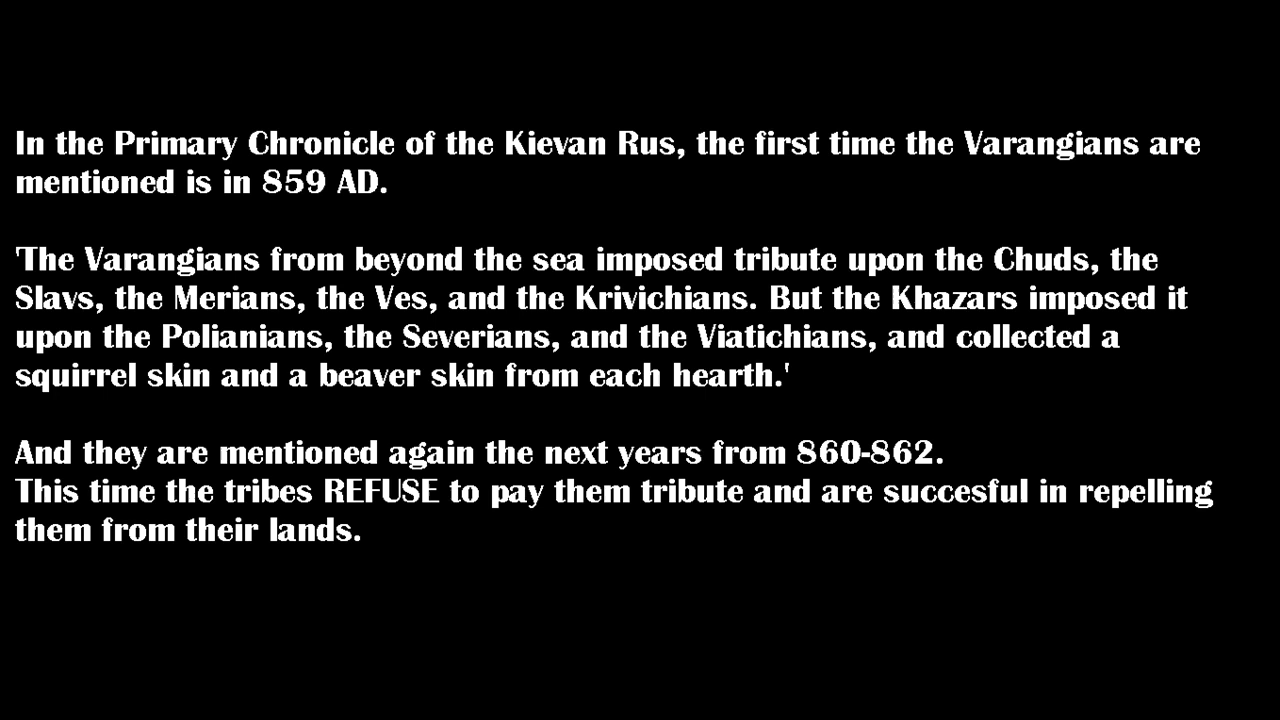 In the Primary Chronicle of the Kievan Rus, the first time the Varangians are
mentioned is in 859 AD.
'The Varangians from beyond the sea imposed tribute upon the Chuds, the
Slavs, the Merians, the Ves, and the Krivichians. But the Khazars imposed it
upon the Polianians, the Severians, and the Viatichians, and collected a
squirrel skin and a beaver skin from each hearth.'
And they are mentioned again the next years from 860-862.
This time the tribes REFUSE to pay them tribute and are succesful in repelling
them from their lands.